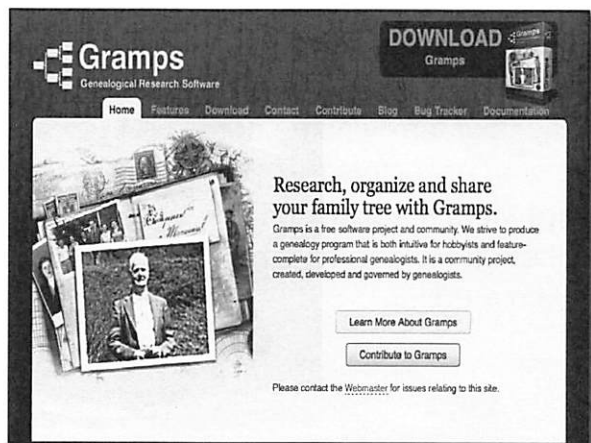 Gramps
Genealogical Research Software
DOWNLOAD
Gramps
Home Features Download Contact Contribute Blog Bug Tracker Documentation
Research, organize and share
your family tree with Gramps.
Gramps is a free software project and community. We strive to produce
a genealogy program that is both intuitive for hobbyists and feature-
complete for professional genealogists. It is a community project,
created, developed and governed by genealogists.
Learn More About Gramps
Contribute to Gramps
Please contact the Webmaster for issues relating to this site.